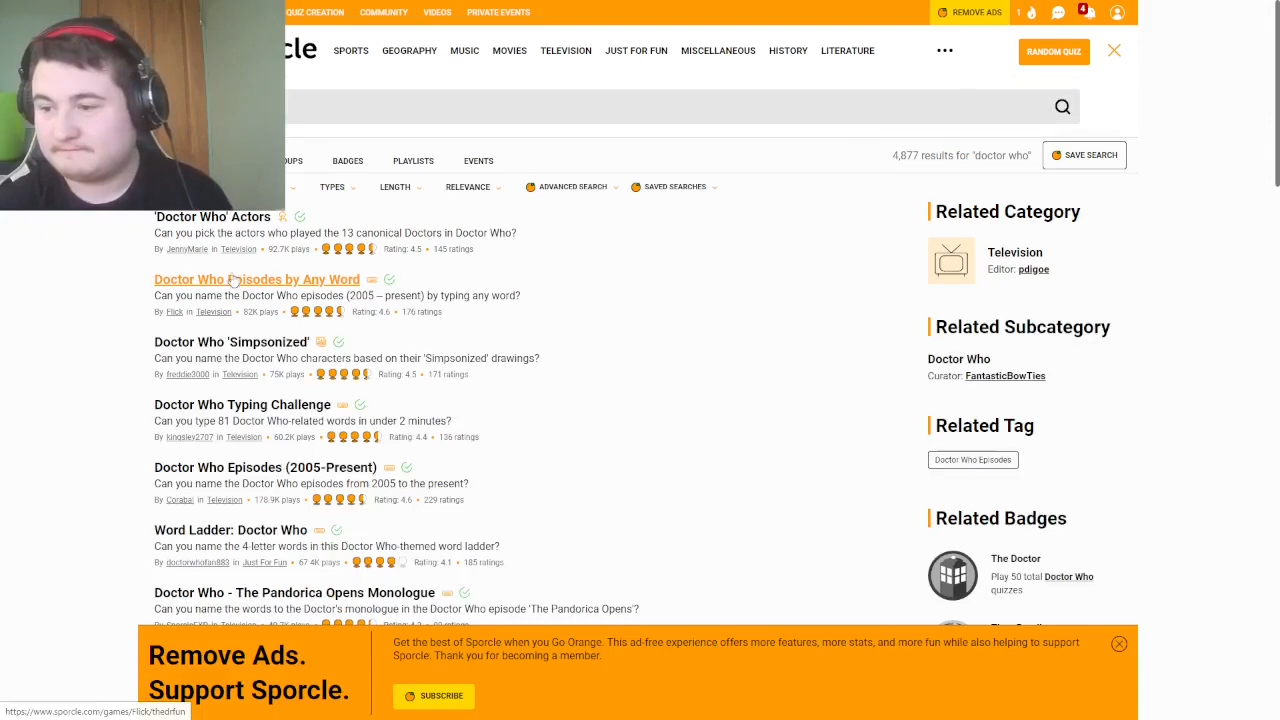 QUIZ CREATION COMMUNITY VIDEOS PRIVATE EVENTS REMOVE ADS 1 4
cle SPORTS GEOGRAPHY MUSIC MOVIES TELEVISION JUST FOR FUN MISCELLANEOUS HISTORY LITERATURE ••• RANDOM QUIZ
OUPS BADGES PLAYLISTS EVENTS 4,877 results for "doctor who" SAVE SEARCH
TYPES LENGTH RELEVANCE ADVANCED SEARCH SAVED SEARCHES
'Doctor Who' Actors
Can you pick the actors who played the 13 canonical Doctors in Doctor Who?
By JennyMarie in Television • 92.7K plays • Rating: 4.5 • 145 ratings
Doctor Who Episodes by Any Word
Can you name the Doctor Who episodes (2005 – present) by typing any word?
By Flick in Television • 82K plays • Rating: 4.6 • 176 ratings
Doctor Who 'Simpsonized'
Can you name the Doctor Who characters based on their 'Simpsonized' drawings?
By freddie3000 in Television • 75K plays • Rating: 4.5 • 171 ratings
Doctor Who Typing Challenge
Can you type 81 Doctor Who-related words in under 2 minutes?
By kingsley2707 in Television • 60.2K plays • Rating: 4.4 • 136 ratings
Doctor Who Episodes (2005-Present)
Can you name the Doctor Who episodes from 2005 to the present?
By Corabal in Television • 178.9K plays • Rating: 4.6 • 229 ratings
Word Ladder: Doctor Who
Can you name the 4-letter words in this Doctor Who-themed word ladder?
By doctorwhofan883 in Just For Fun • 67.4K plays • Rating: 4.1 • 185 ratings
Doctor Who - The Pandorica Opens Monologue
Can you name the words to the Doctor's monologue in the Doctor Who episode 'The Pandorica Opens'?
Related Category
Television
Editor: pdigoe
Related Subcategory
Doctor Who
Curator: FantasticBowTies
Related Tag
Doctor Who Episodes
Related Badges
The Doctor
Play 50 total Doctor Who
quizzes
Remove Ads.
Support Sporcle.
Get the best of Sporcle when you Go Orange. This ad-free experience offers more features, more stats, and more fun while also helping to support
Sporcle. Thank you for becoming a member.
SUBSCRIBE
https://www.sporcle.com/games/Flick/thedrfun